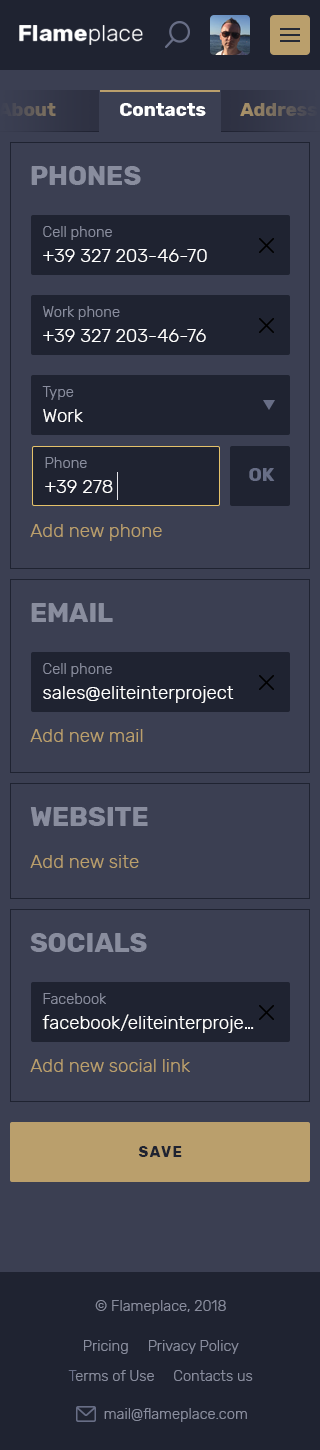 Flameplace
About Contacts Address
PHONES
Cell phone
+39 327 203-46-70
Work phone
+39 327 203-46-76
Type
Work
Phone
+39 278
OK
Add new phone
EMAIL
Cell phone
sales@eliteinterproject
Add new mail
WEBSITE
Add new site
SOCIALS
Facebook
facebook/eliteinterproje...
Add new social link
SAVE
© Flameplace, 2018
Pricing Privacy Policy
Terms of Use Contacts us
mail@flameplace.com